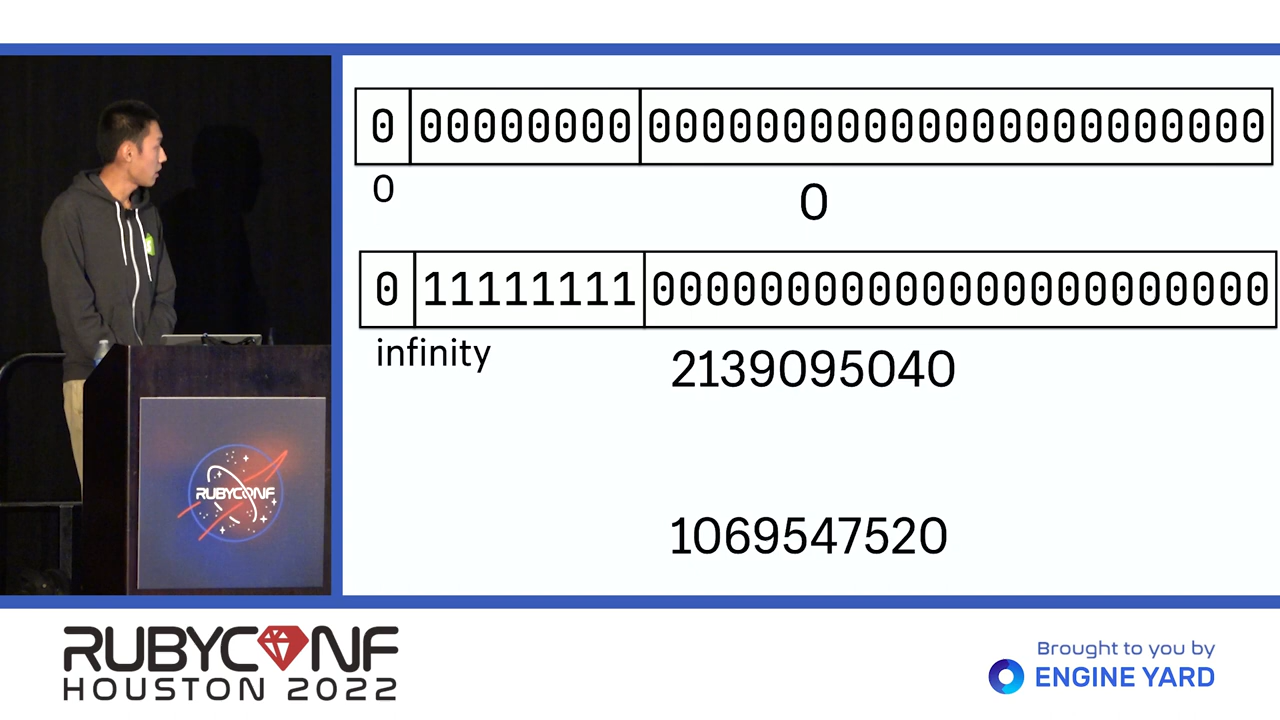 0 00000000 00000000000000000000000
0
0
0 11111111 00000000000000000000000
infinity
2139095040
1069547520
RUBYCONF
RUBYCONF
HOUSTON 2022
Brought to you by
ENGINE YARD